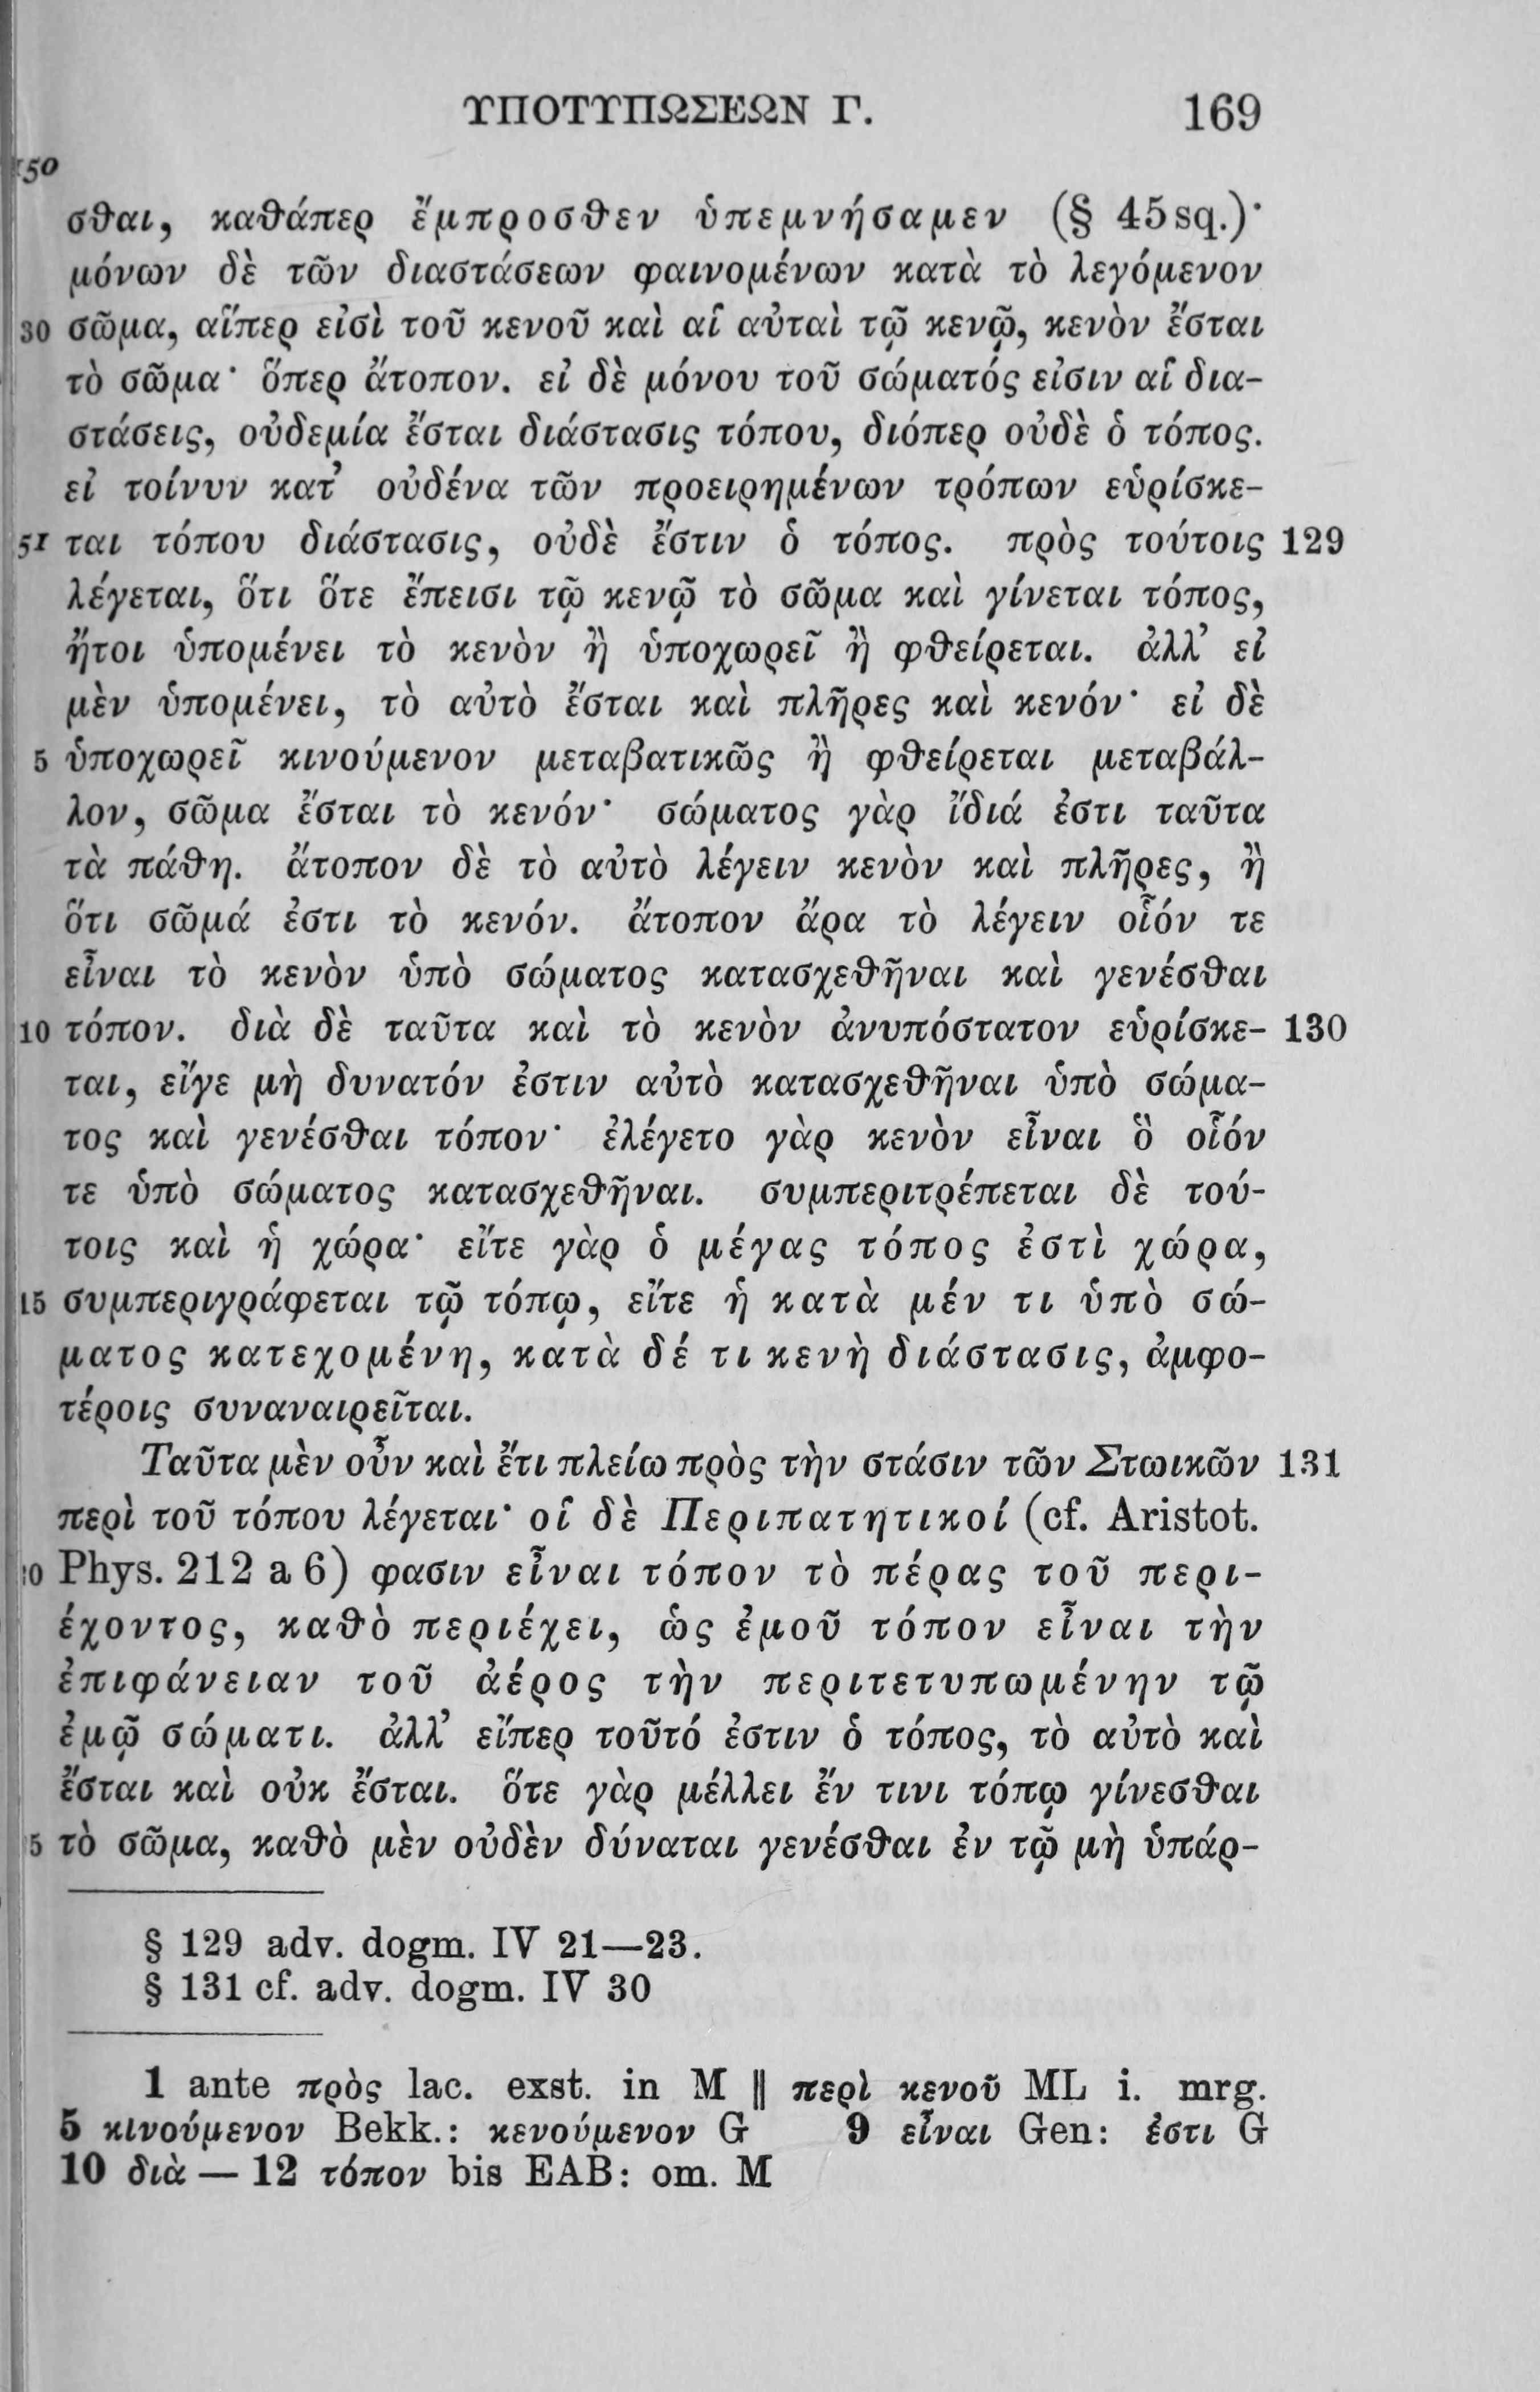 ΥΠΟΤΥΠΩΣΕΩΝ Γ. 169
150
σθαι, καθάπερ ἔμπροσθεν ὑπεμνήσαμεν (§ 45 sq.)·
μόνων δὲ τῶν διαστάσεων φαινομένων κατὰ τὸ λεγόμενον
30 σῶμα, αἵπερ εἰσὶ τοῦ κενοῦ καὶ αἱ αὐταὶ τῷ κενῷ, κενὸν ἔσται
τὸ σῶμα· ὅπερ ἄτοπον. εἰ δὲ μόνου τοῦ σώματός εἰσιν αἱ δια-
στάσεις, οὐδεμία ἔσται διάστασις τόπου, διόπερ οὐδὲ ὁ τόπος.
εἰ τοίνυν κατ’ οὐδένα τῶν προειρημένων τρόπων εὑρίσκε-
51 ται τόπου διάστασις, οὐδὲ ἔστιν ὁ τόπος. πρὸς τούτοις 129
λέγεται, ὅτι ὅτε ἔπεισι τῷ κενῷ τὸ σῶμα καὶ γίνεται τόπος,
ἤτοι ὑπομένει τὸ κενὸν ἢ ὑποχωρεῖ ἢ φθείρεται. ἀλλ’ εἰ
μὲν ὑπομένει, τὸ αὐτὸ ἔσται καὶ πλῆρες καὶ κενόν· εἰ δὲ
5 ὑποχωρεῖ κινούμενον μεταβατικῶς ἢ φθείρεται μεταβάλ-
λον, σῶμα ἔσται τὸ κενόν· σώματος γὰρ ἴδιά ἐστι ταῦτα
τὰ πάθη. ἄτοπον δὲ τὸ αὐτὸ λέγειν κενὸν καὶ πλῆρες, ἢ
ὅτι σῶμά ἐστι τὸ κενόν. ἄτοπον ἄρα τὸ λέγειν οἷόν τε
εἶναι τὸ κενὸν ὑπὸ σώματος κατασχεθῆναι καὶ γενέσθαι
10 τόπον. διὰ δὲ ταῦτα καὶ τὸ κενὸν ἀνυπόστατον εὑρίσκε- 130
ται, εἴγε μὴ δυνατόν ἐστιν αὐτὸ κατασχεθῆναι ὑπὸ σώμα-
τος καὶ γενέσθαι τόπον· ἐλέγετο γὰρ κενὸν εἶναι ὃ οἷόν
τε ὑπὸ σώματος κατασχεθῆναι. συμπεριτρέπεται δὲ τού-
τοις καὶ ἡ χώρα· εἴτε γὰρ ὁ μέγας τόπος ἐστὶ χώρα,
15 συμπεριγράφεται τῷ τόπῳ, εἴτε ἡ κατὰ μέν τι ὑπὸ σώ-
ματος κατεχομένη, κατὰ δέ τι κενὴ διάστασις, ἀμφο-
τέροις συναναιρεῖται.
Ταῦτα μὲν οὖν καὶ ἔτι πλείω πρὸς τὴν στάσιν τῶν Στωικῶν 131
περὶ τοῦ τόπου λέγεται· οἱ δὲ Περιπατητικοί (cf. Aristot.
20 Phys. 212 a 6) φασιν εἶναι τόπον τὸ πέρας τοῦ περι-
έχοντος, καθὸ περιέχει, ὡς ἐμοῦ τόπον εἶναι τὴν
ἐπιφάνειαν τοῦ ἀέρος τὴν περιτετυπωμένην τῷ
ἐμῷ σώματι. ἀλλ’ εἴπερ τοῦτό ἐστιν ὁ τόπος, τὸ αὐτὸ καὶ
ἔσται καὶ οὐκ ἔσται. ὅτε γὰρ μέλλει ἔν τινι τόπῳ γίνεσθαι
25 τὸ σῶμα, καθὸ μὲν οὐδὲν δύναται γενέσθαι ἐν τῷ μὴ ὑπάρ-
§ 129 adv. dogm. IV 21—23.
§ 131 cf. adv. dogm. IV 30
1 ante πρὸς lac. exst. in M || περὶ κενοῦ ML i. mrg.
5 κινούμενον Bekk.: κενούμενον G 9 εἶναι Gen: ἐστι G
10 διὰ — 12 τόπον bis EAB: om. M